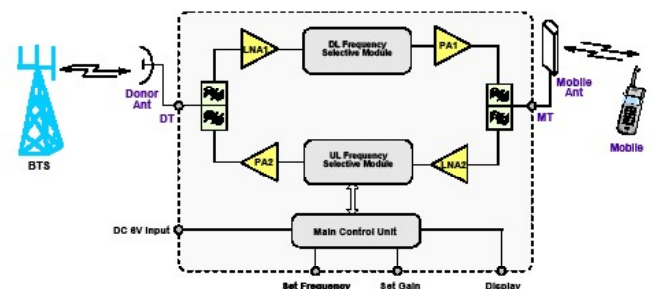 LNA1
DL Frequency
Selective Module
PA1
Donor
Ant
DT
Mobile
Ant
MT
BTS
Mobile
PA2
UL Frequency
Selective Module
LNA2
DC 6V Input
Main Control Unit
Set Frequency
Set Gain
Display